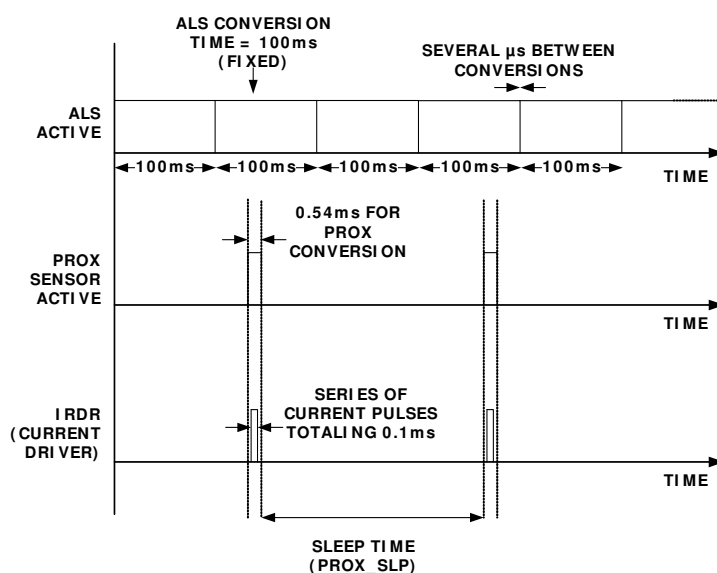 ALS CONVERSION
TIME = 100ms
(FIXED)
SEVERAL µs BETWEEN
CONVERSIONS
ALS
ACTIVE
100ms
100ms
100ms
100ms
100ms
TIME
0.54ms FOR
PROX
CONVERSION
PROX
SENSOR
ACTIVE
TIME
SERIES OF
CURRENT PULSES
TOTALING 0.1ms
IRDR
(CURRENT
DRIVER)
TIME
SLEEP TIME
(PROX_SLP)